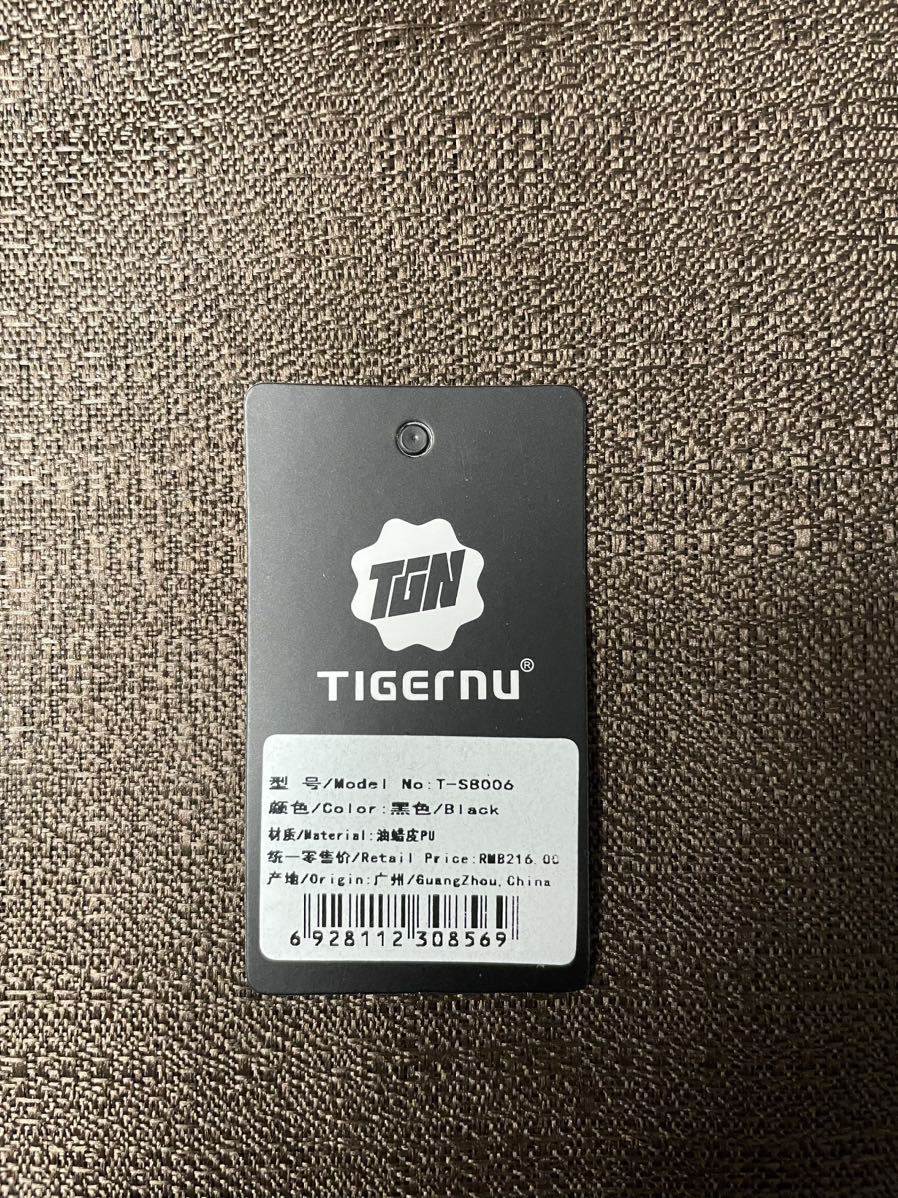 TGN
TIGERNU®
型 号/Model No:T-S8006
颜色/Color:黑色/Black
材质/Material:油蜡皮PU
统一零售价/Retail Price:RMB216.00
产地/Origin:广州/GuangZhou,China
6 928112 308569